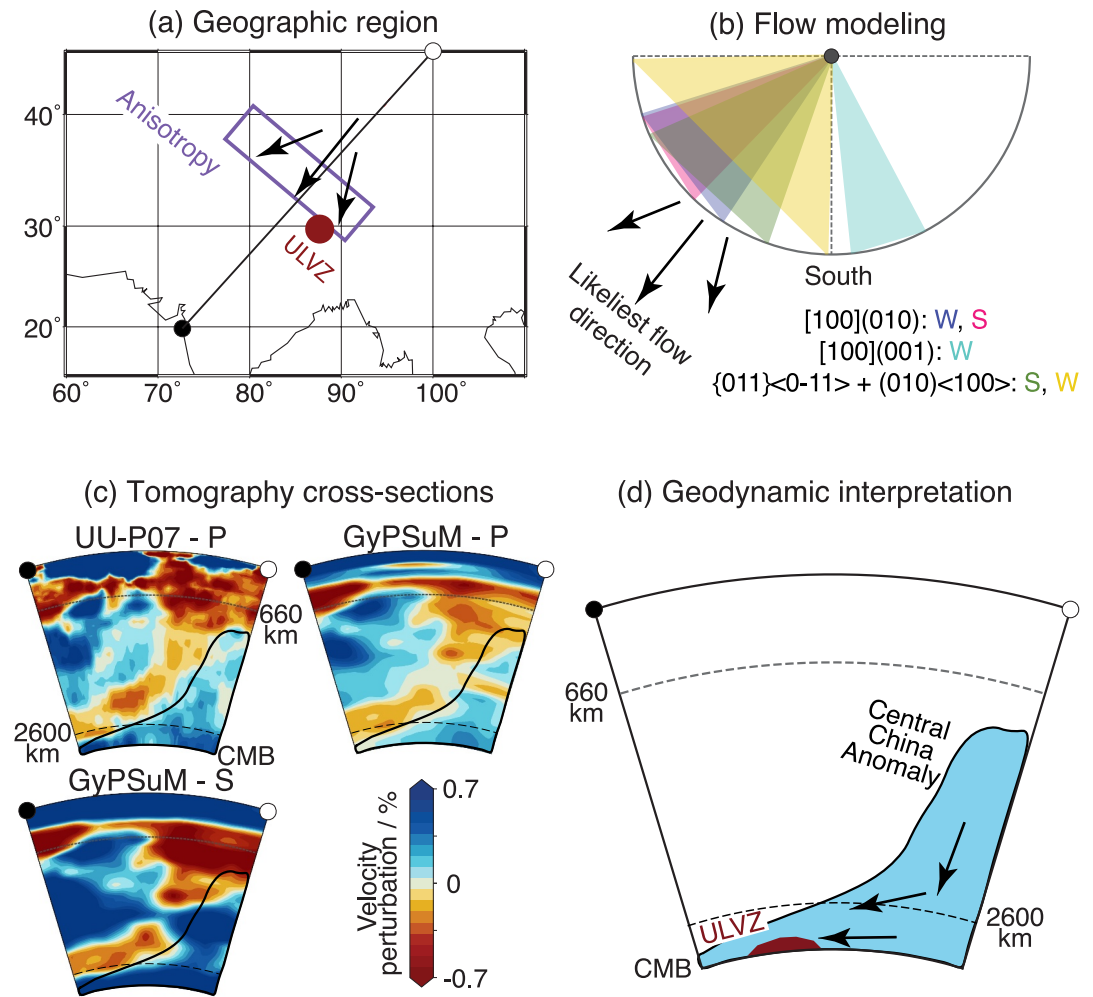 (a) Geographic region
Anisotropy
ULVZ
40°
30°
20°
60°
70°
80°
90°
100°
(b) Flow modeling
South
Likeliest flow
direction
[100](010): W, S
[100](001): W
{011}<0-11> + (010)<100>: S, W
(c) Tomography cross-sections
UU-P07 - P
660
km
2600
km
CMB
GyPSuM - P
GyPSuM - S
Velocity
perturbation / %
0.7
0
-0.7
(d) Geodynamic interpretation
660
km
Central
China
Anomaly
2600
km
ULVZ
CMB